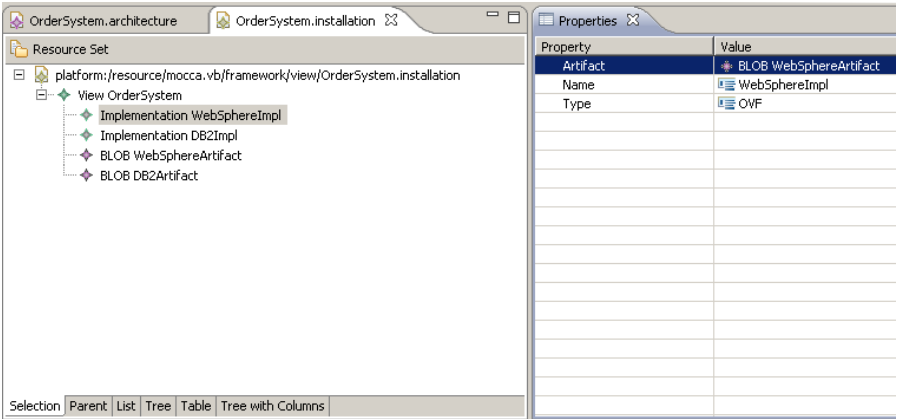 OrderSystem.architecture
OrderSystem.installation
Resource Set
platform:/resource/mocca.vb/framework/view/OrderSystem.installation
View OrderSystem
Implementation WebSphereImpl
Implementation DB2Impl
BLOB WebSphereArtifact
BLOB DB2Artifact
Selection Parent List Tree Table Tree with Columns
Properties
Property Value
Artifact BLOB WebSphereArtifact
Name WebSphereImpl
Type OVF